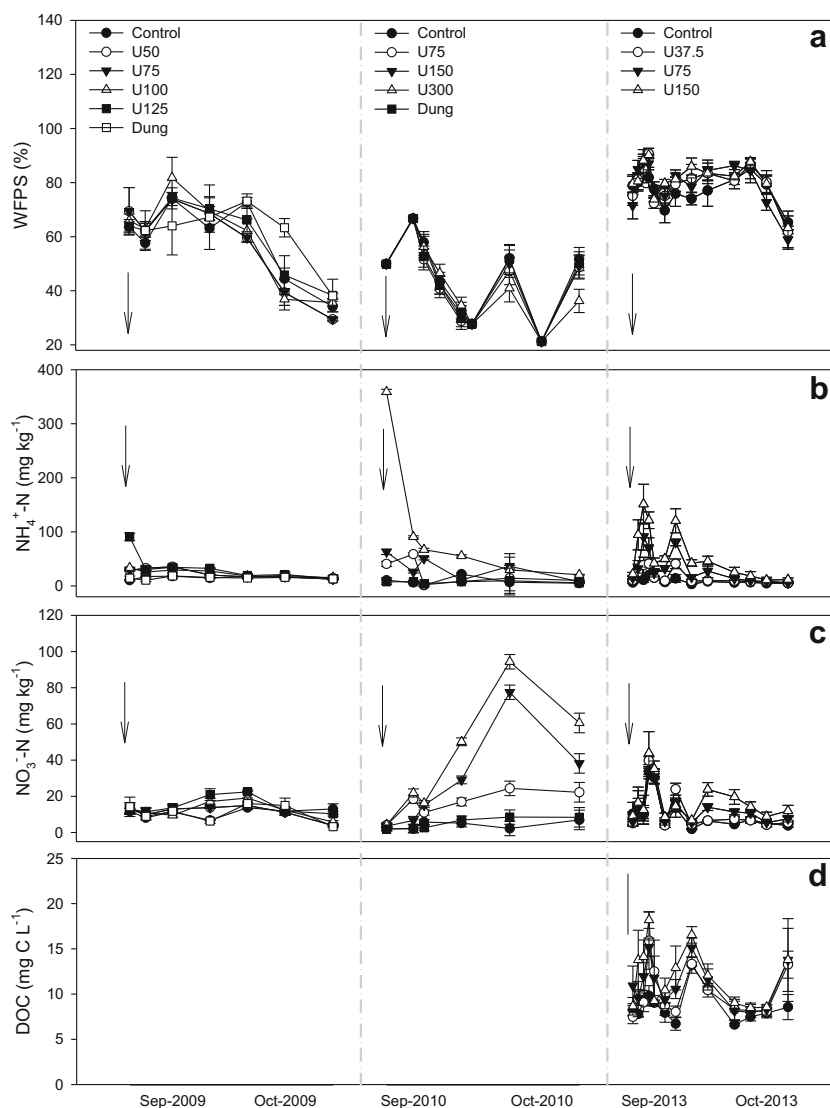 a
WFPS (%)
140
120
100
80
60
40
20
Control
U50
U75
U100
U125
Dung
Control
U75
U150
U300
Dung
Control
U37.5
U75
U150
b
NH₄⁺-N (mg kg⁻¹)
400
300
200
100
0
c
NO₃⁻-N (mg kg⁻¹)
120
100
80
60
40
20
0
d
DOC (mg C L⁻¹)
25
20
15
10
5
0
Sep-2009 Oct-2009 Sep-2010 Oct-2010 Sep-2013 Oct-2013